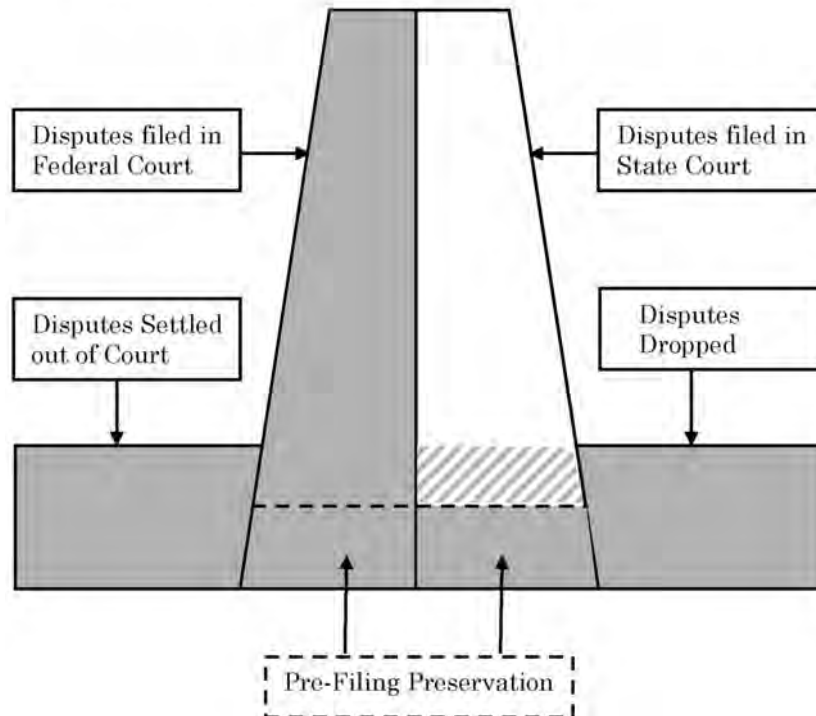 Disputes filed in
Federal Court
Disputes filed in
State Court
Disputes Settled
out of Court
Disputes
Dropped
Pre-Filing Preservation